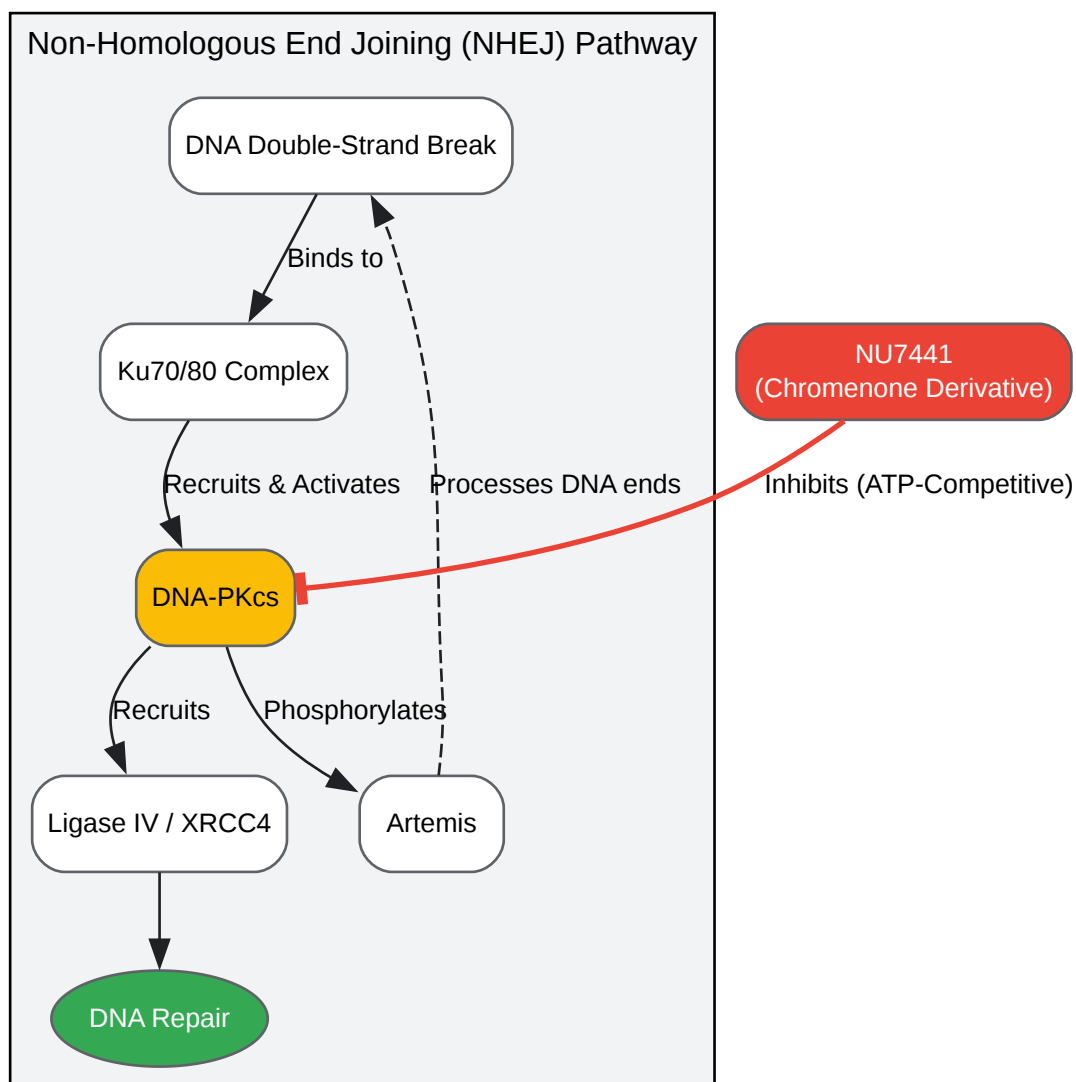 Non-Homologous End Joining (NHEJ) Pathway
DNA Double-Strand Break
Binds to
Ku70/80 Complex
NU7441
(Chromenone Derivative)
Recruits & Activates
Processes DNA ends
Inhibits (ATP-Competitive)
DNA-PKcs
Recruits
Phosphorylates
Ligase IV / XRCC4
Artemis
DNA Repair